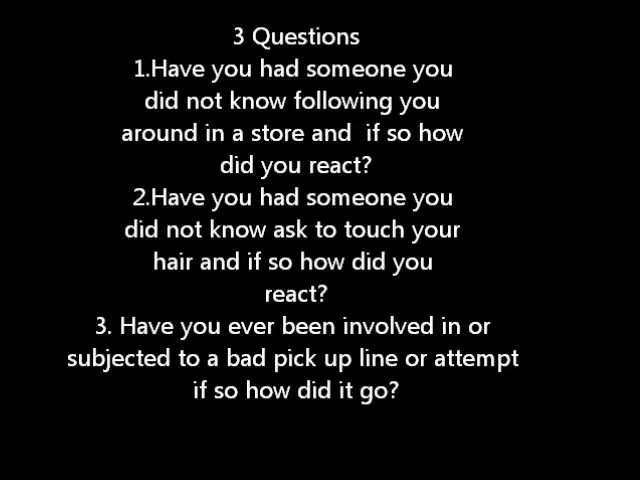 3 Questions
1.Have you had someone you
did not know following you
around in a store and  if so how
did you react?
2.Have you had someone you
did not know ask to touch your
hair and if so how did you
react?
3. Have you ever been involved in or
subjected to a bad pick up line or attempt
if so how did it go?